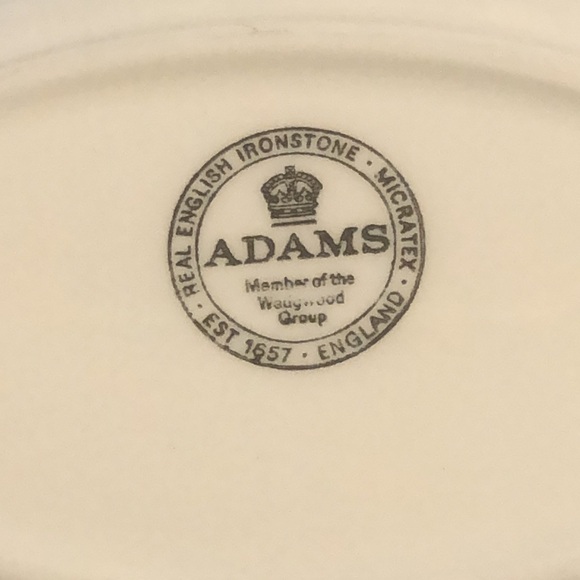 REAL ENGLISH IRONSTONE · MICRATEX ·
ADAMS
Member of the
Wedgwood
Group
· EST 1657 · ENGLAND ·